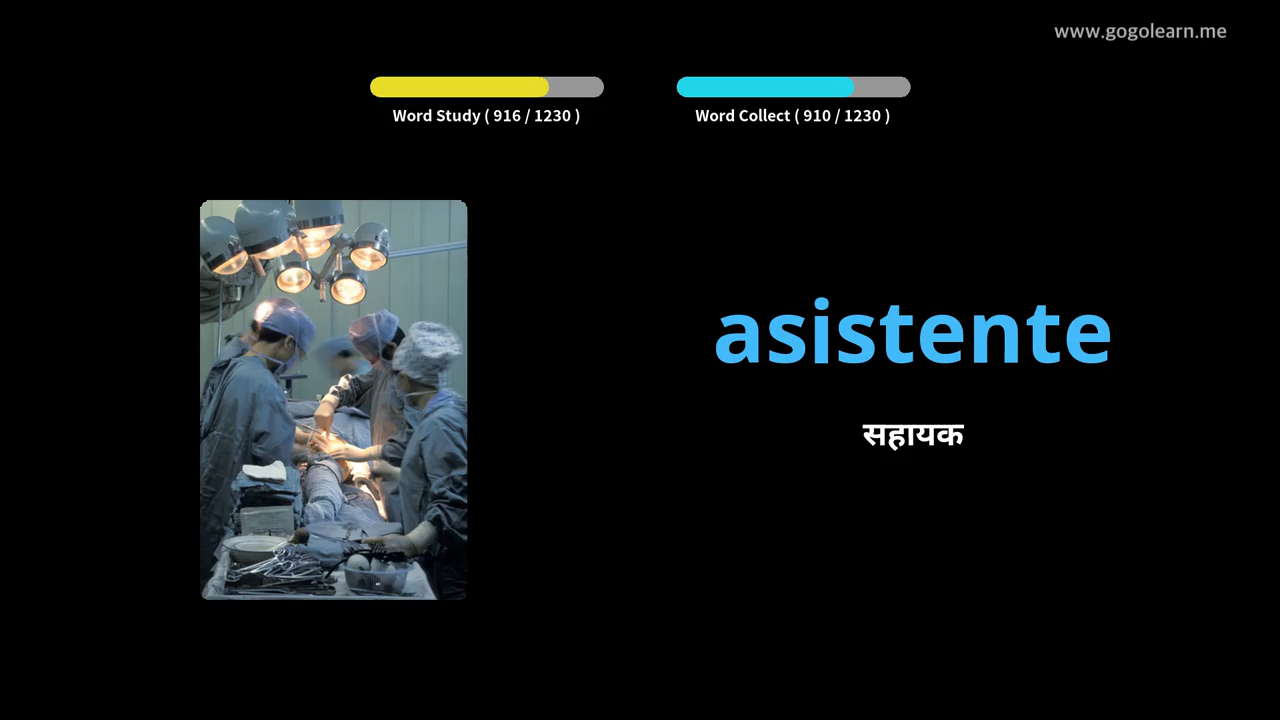 www.gogolearn.me
Word Study ( 916 / 1230 )
Word Collect ( 910 / 1230 )
asistente
सहायक